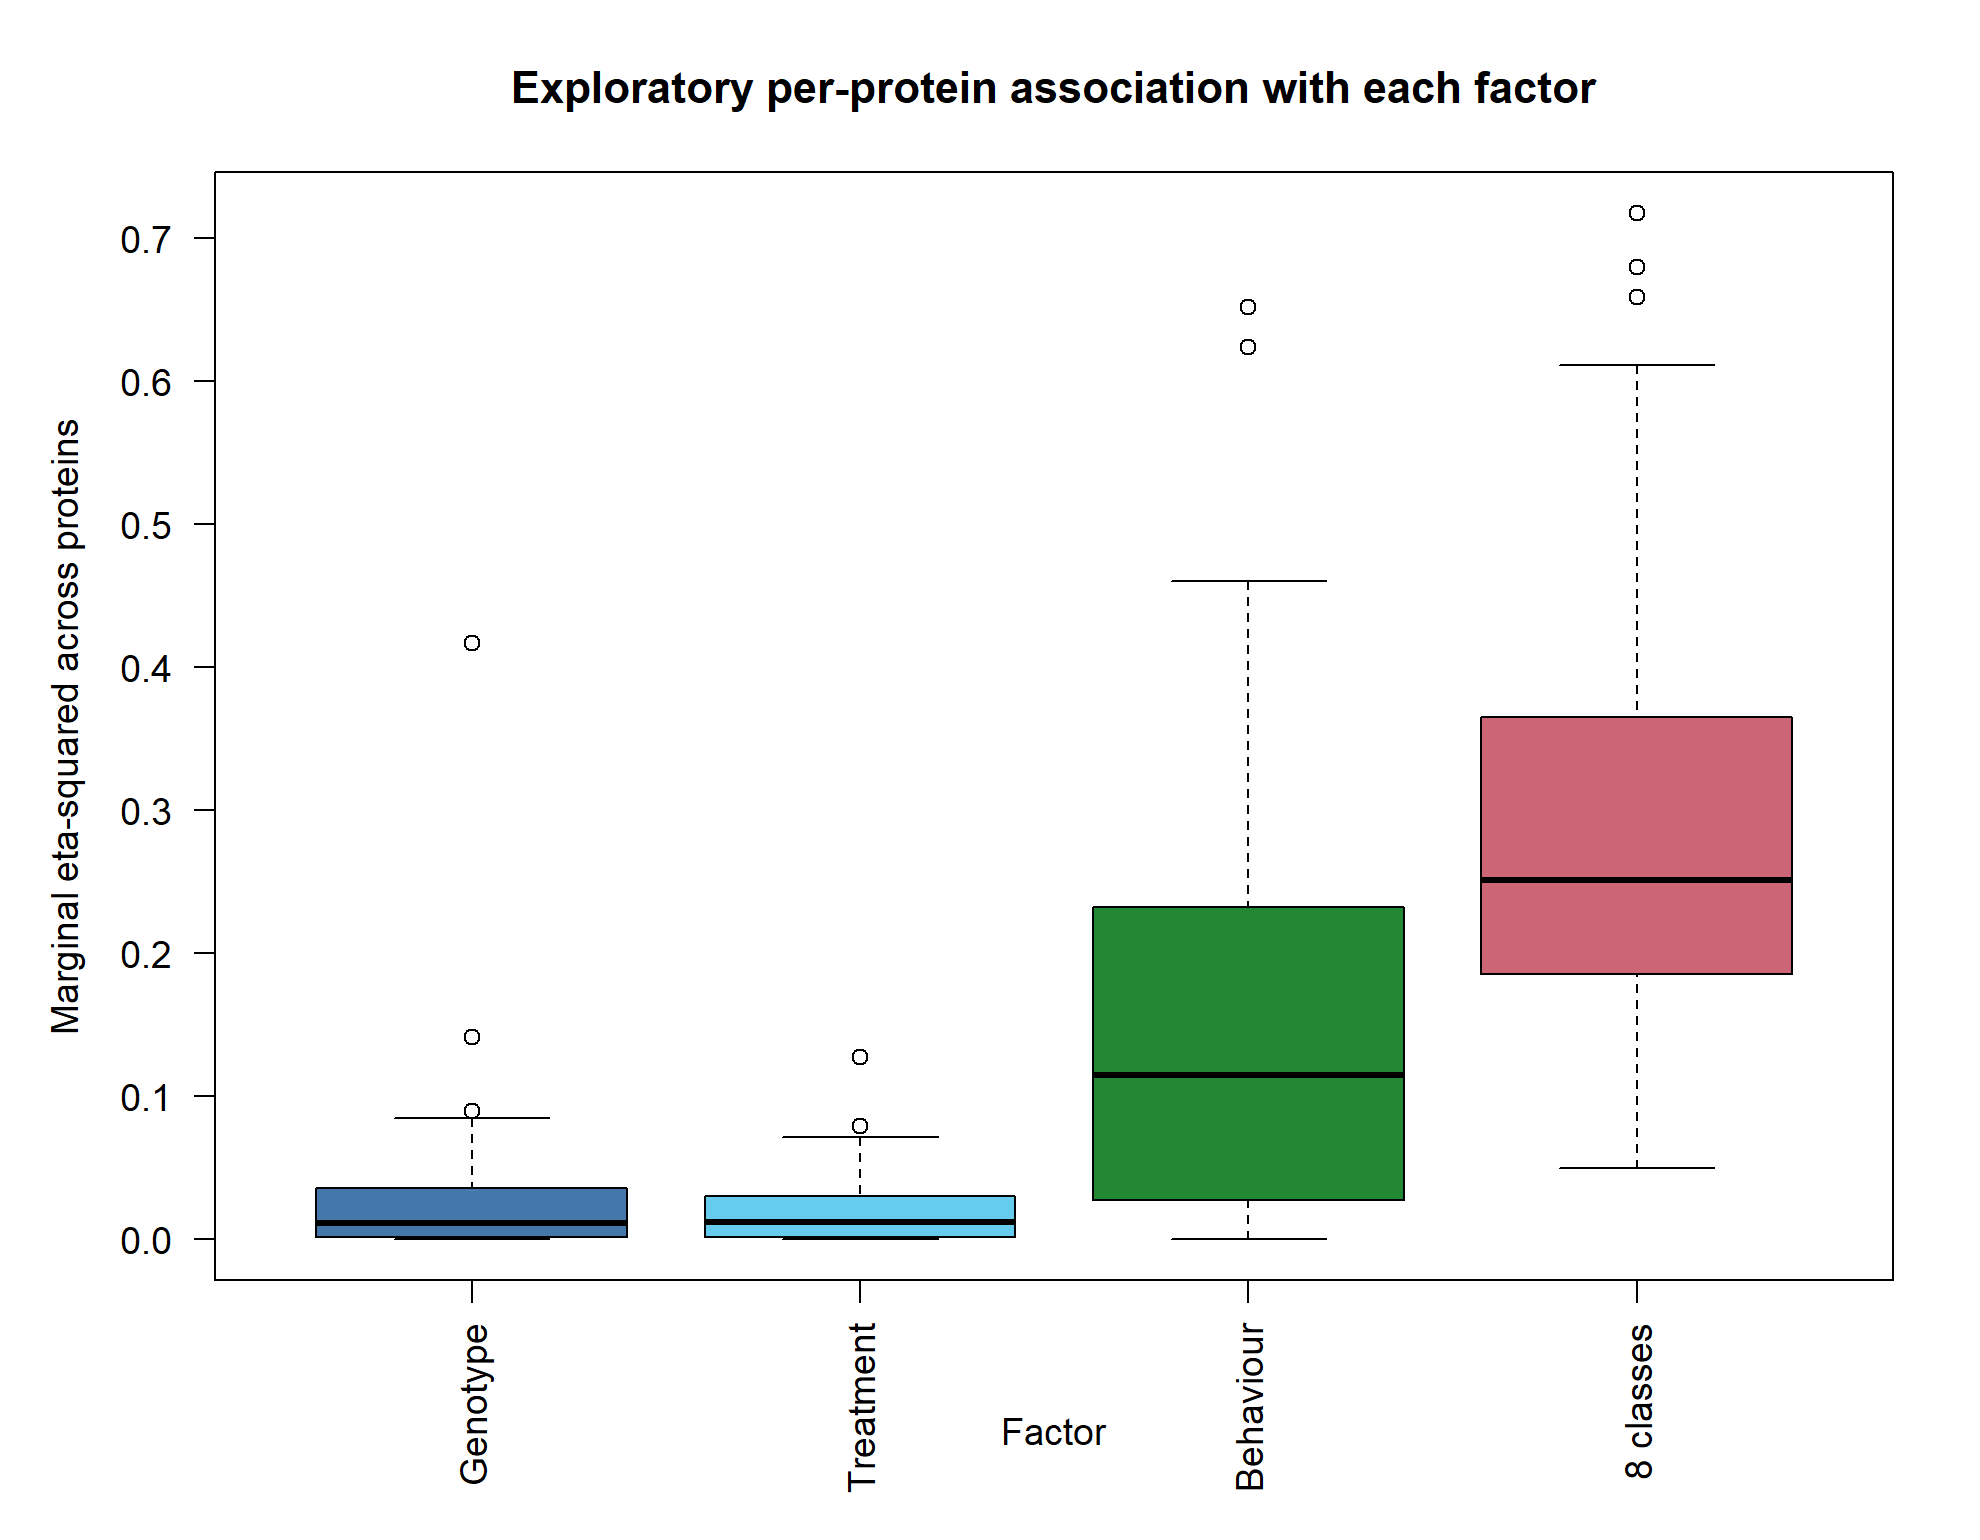 Exploratory per-protein association with each factor
Marginal eta-squared across proteins
0.7
0.6
0.5
0.4
0.3
0.2
0.1
0.0
Genotype
Treatment
Behaviour
8 classes
Factor